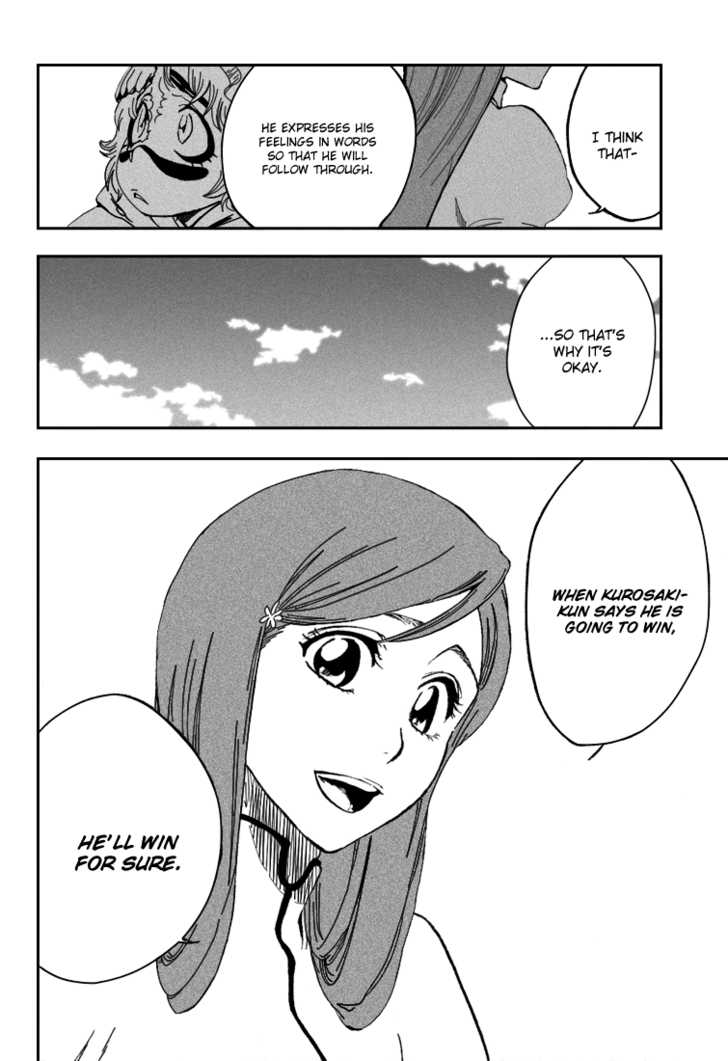 I THINK
THAT-
HE EXPRESSES HIS
FEELINGS IN WORDS
SO THAT HE WILL
FOLLOW THROUGH.
...SO THAT'S
WHY IT'S
OKAY.
WHEN KUROSAKI-
KUN SAYS HE IS
GOING TO WIN,
HE'LL WIN
FOR SURE.